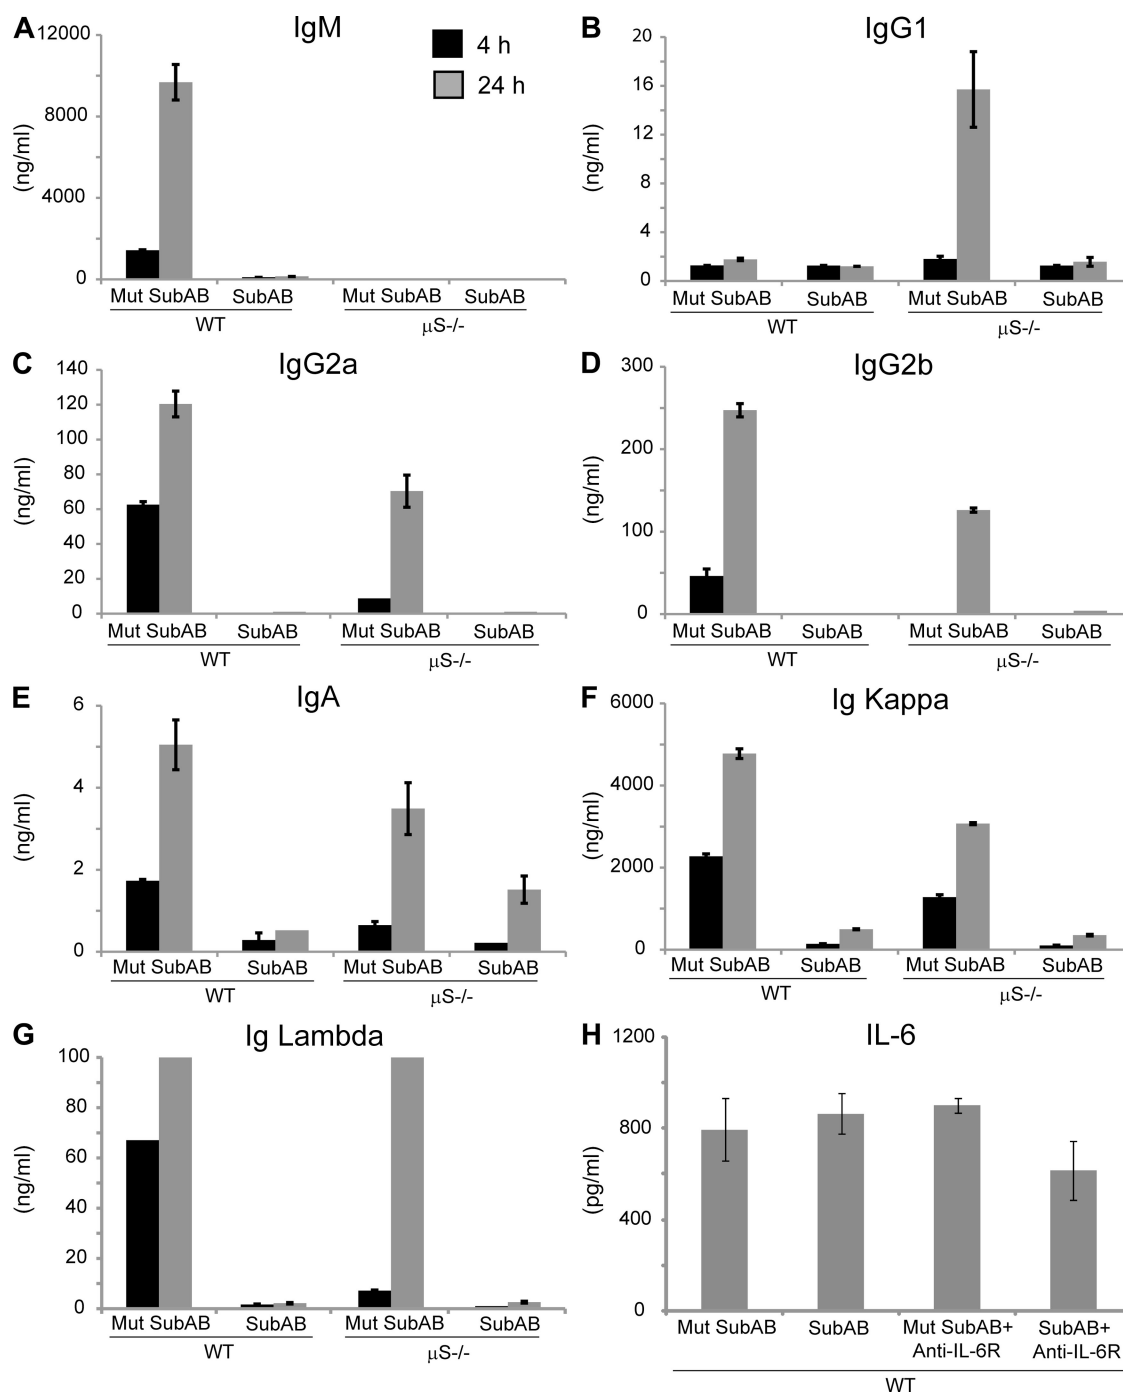 A
IgM
12000
8000
4000
0
(ng/ml)
4 h
24 h
Mut SubAB SubAB Mut SubAB SubAB
WT μS-/-
B
IgG1
20
16
12
8
4
0
(ng/ml)
Mut SubAB SubAB Mut SubAB SubAB
WT μS-/-
C
IgG2a
140
120
100
80
60
40
20
0
(ng/ml)
Mut SubAB SubAB Mut SubAB SubAB
WT μS-/-
D
IgG2b
300
200
100
0
(ng/ml)
Mut SubAB SubAB Mut SubAB SubAB
WT μS-/-
E
IgA
6
4
2
0
(ng/ml)
Mut SubAB SubAB Mut SubAB SubAB
WT μS-/-
F
Ig Kappa
6000
4000
2000
0
(ng/ml)
Mut SubAB SubAB Mut SubAB SubAB
WT μS-/-
G
Ig Lambda
100
80
60
40
20
0
(ng/ml)
Mut SubAB SubAB Mut SubAB SubAB
WT μS-/-
H
IL-6
1200
800
400
0
(pg/ml)
Mut SubAB SubAB Mut SubAB+ SubAB+
Anti-IL-6R Anti-IL-6R
WT